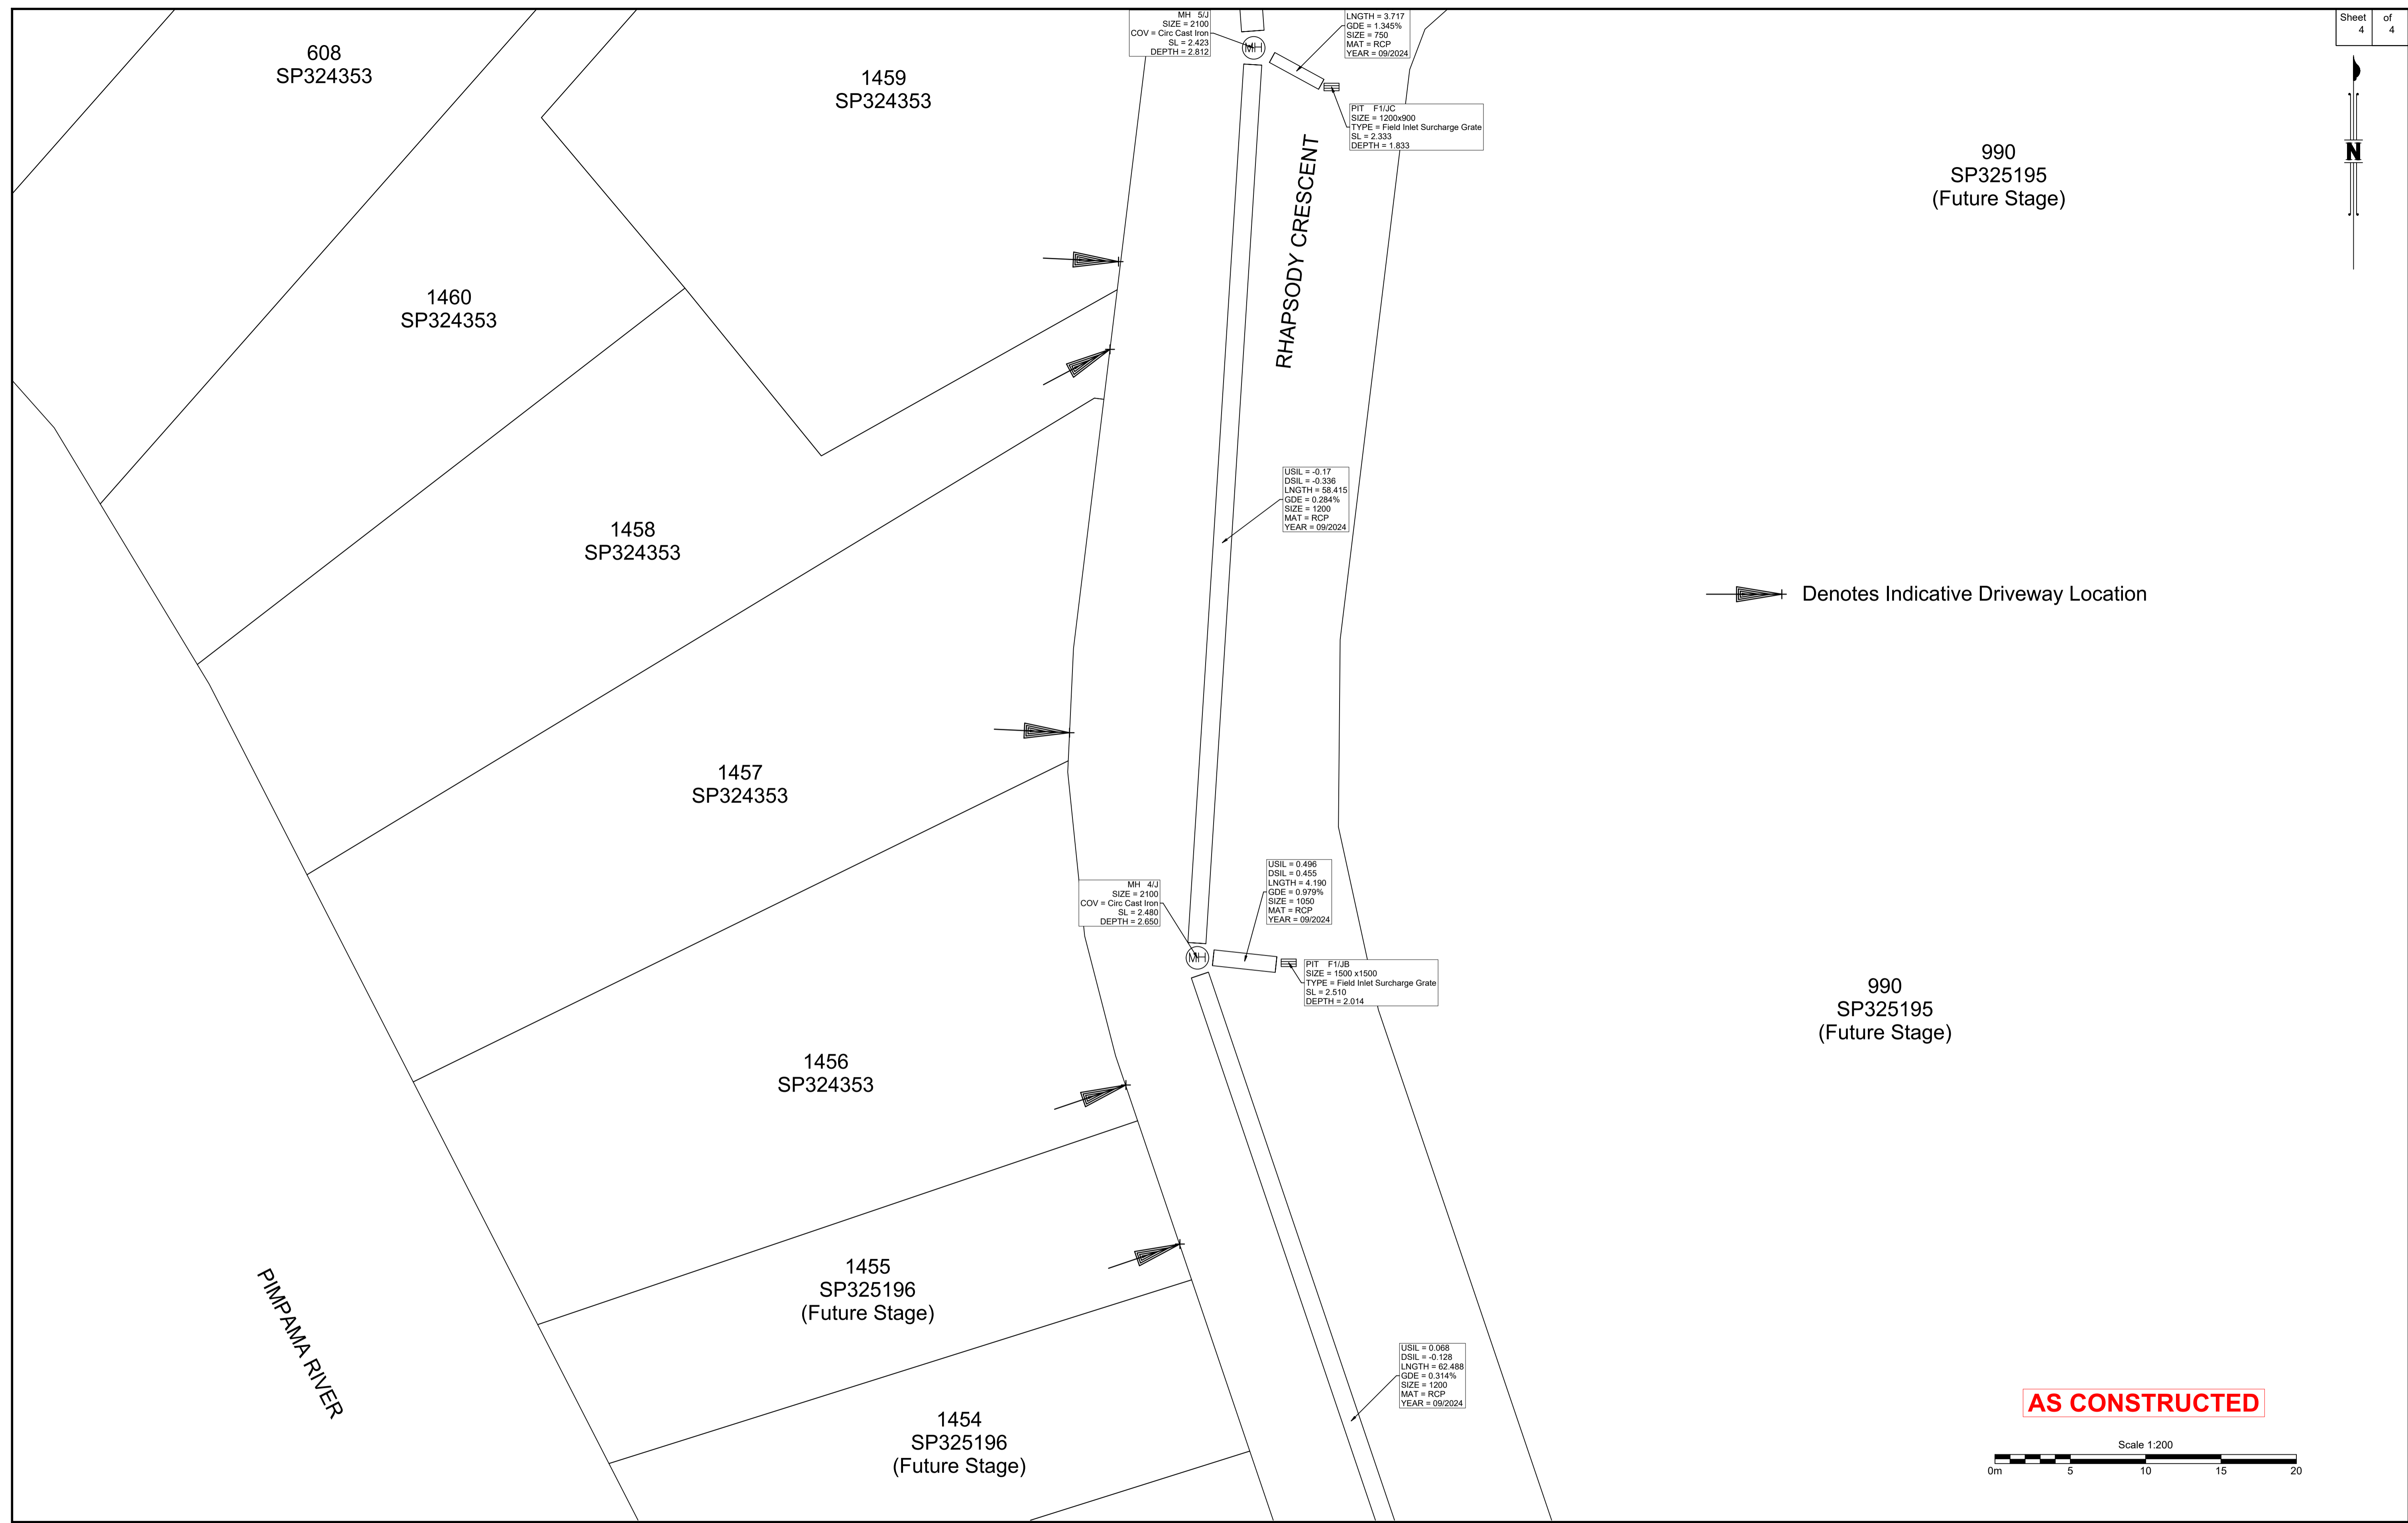 Sheet of
4 4
MH 5/J
SIZE = 2100
COV = Circ Cast Iron
SL = 2.423
DEPTH = 2.812
MH
LNGTH = 3.717
GDE = 1.345%
SIZE = 750
MAT = RCP
YEAR = 09/2024
608
SP324353
1459
SP324353
PIT F1/JC
SIZE = 1200x900
TYPE = Field Inlet Surcharge Grate
SL = 2.333
DEPTH = 1.833
990
SP325195
(Future Stage)
N
RHAPSODY CRESCENT
1460
SP324353
USIL = -0.17
DSIL = -0.336
LNGTH = 58.415
GDE = 0.284%
SIZE = 1200
MAT = RCP
YEAR = 09/2024
1458
SP324353
Denotes Indicative Driveway Location
1457
SP324353
USIL = 0.496
DSIL = 0.455
LNGTH = 4.190
GDE = 0.979%
SIZE = 1050
MAT = RCP
YEAR = 09/2024
MH 4/J
SIZE = 2100
COV = Circ Cast Iron
SL = 2.480
DEPTH = 2.650
MH
PIT F1/JB
SIZE = 1500 x1500
TYPE = Field Inlet Surcharge Grate
SL = 2.510
DEPTH = 2.014
990
SP325195
(Future Stage)
1456
SP324353
1455
SP325196
(Future Stage)
PIMPAMA RIVER
USIL = 0.068
DSIL = -0.128
LNGTH = 62.488
GDE = 0.314%
SIZE = 1200
MAT = RCP
YEAR = 09/2024
1454
SP325196
(Future Stage)
AS CONSTRUCTED
Scale 1:200
0m 5 10 15 20